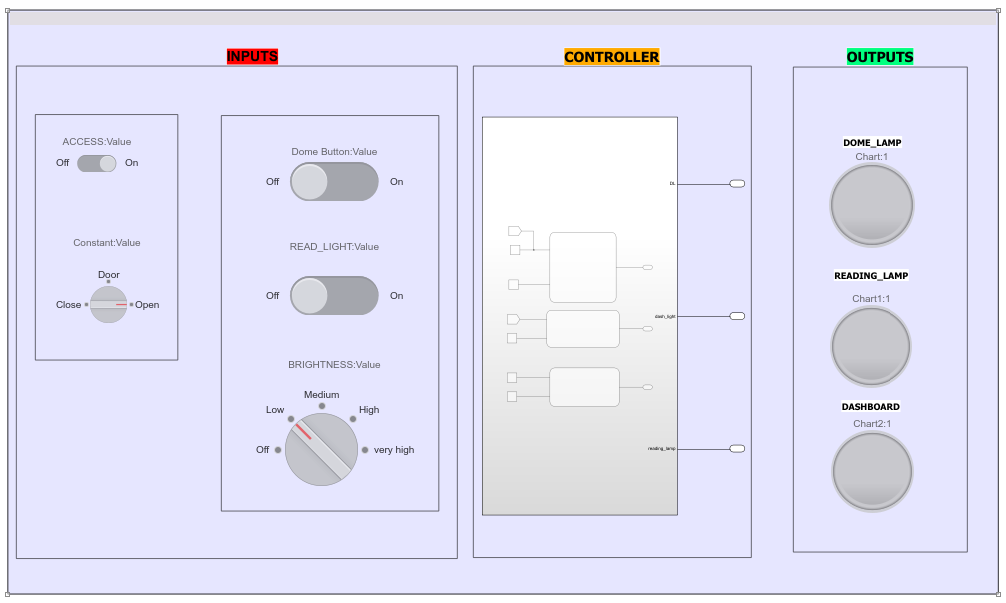 INPUTS
CONTROLLER
OUTPUTS
ACCESS:Value
Off
On
Constant:Value
Door
Close
Open
Dome Button:Value
Off
On
READ_LIGHT:Value
Off
On
BRIGHTNESS:Value
Medium
Low
High
Off
very high
DL
dash_light
reading_lamp
DOME_LAMP
Chart:1
READING_LAMP
Chart1:1
DASHBOARD
Chart2:1